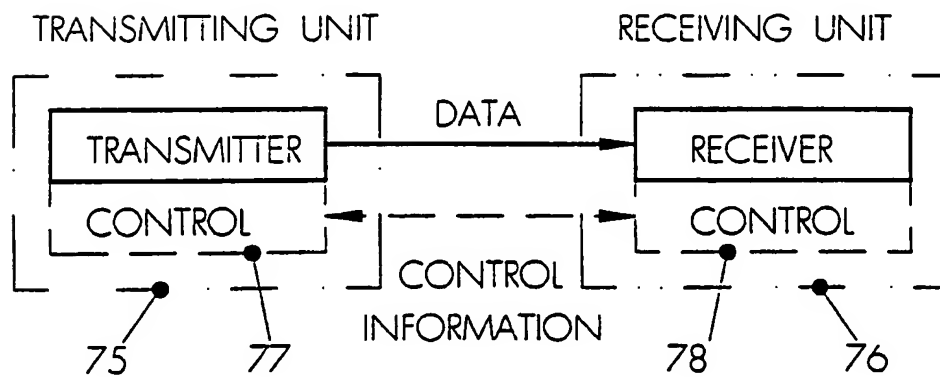 TRANSMITTING UNIT
RECEIVING UNIT
DATA
TRANSMITTER
RECEIVER
CONTROL
CONTROL
CONTROL
INFORMATION
75
77
78
76